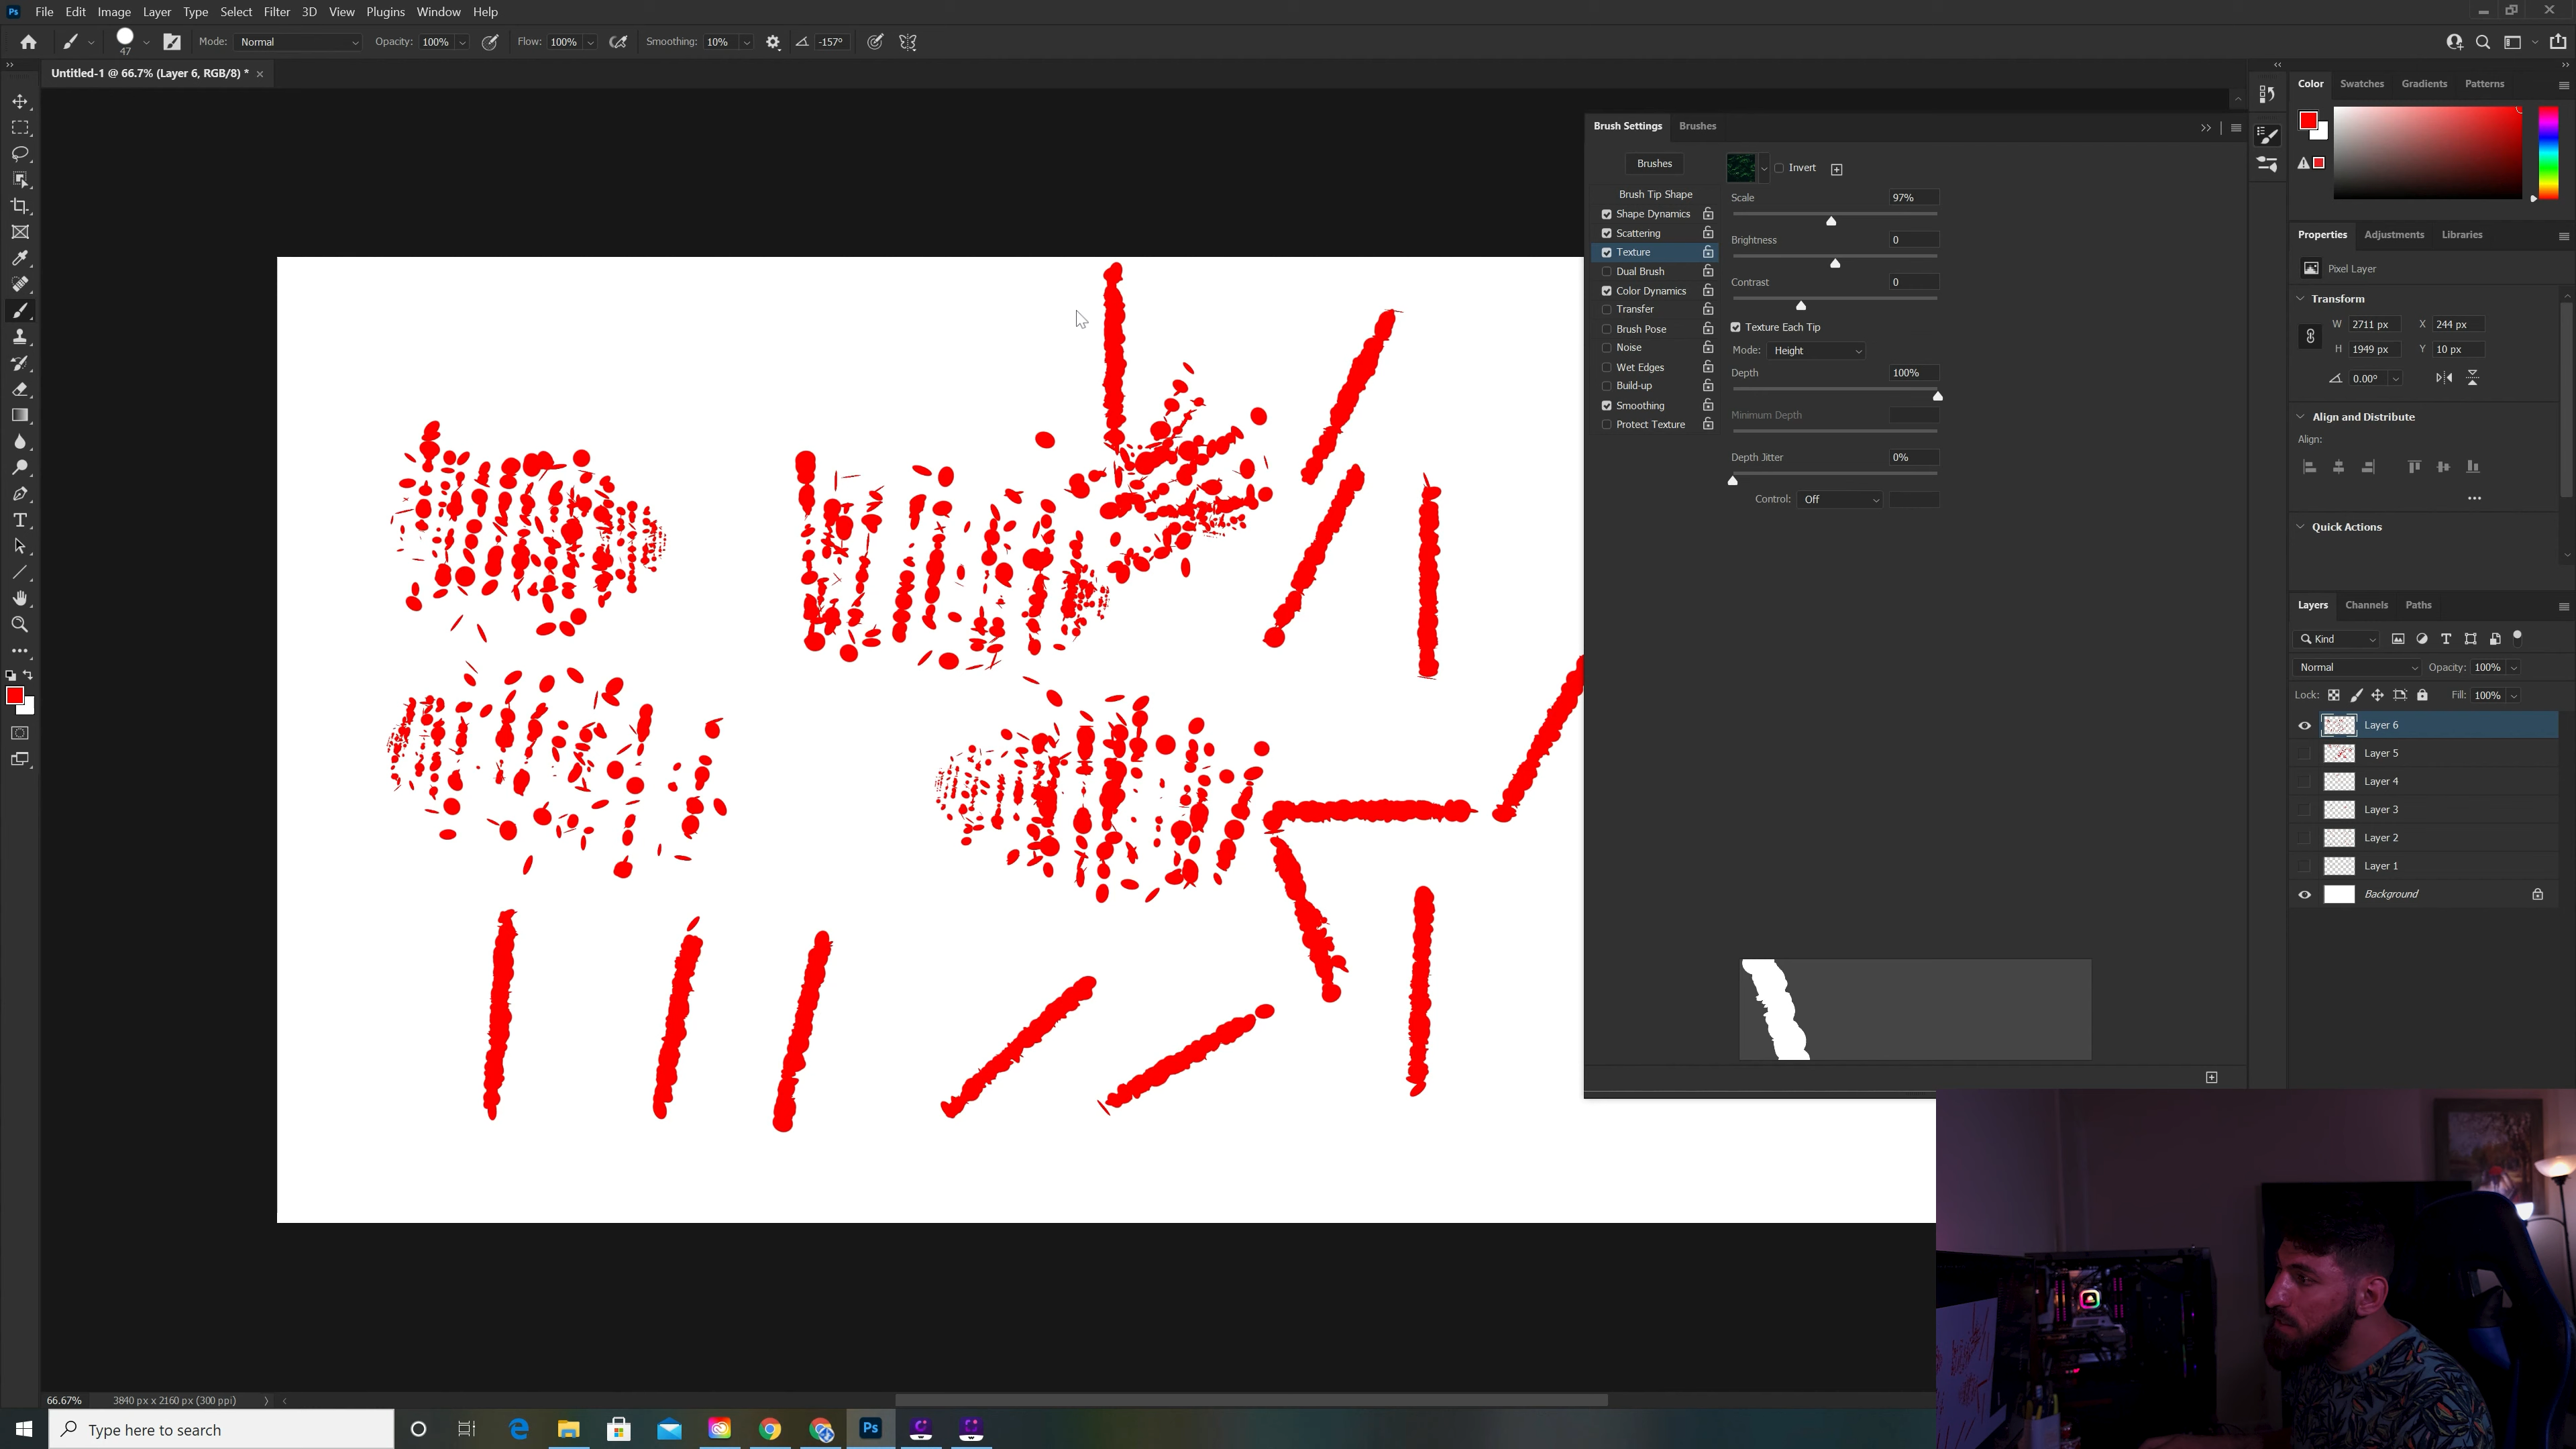 Ps File Edit Image Layer Type Select Filter 3D View Plugins Window Help
47 Mode: Normal Opacity: 100% Flow: 100% Smoothing: 10% -157°
Untitled-1 @ 66.7% (Layer 6, RGB/8) *
Brush Settings Brushes
Brushes
Invert
Brush Tip Shape
Shape Dynamics
Scattering
Texture
Dual Brush
Color Dynamics
Transfer
Brush Pose
Noise
Wet Edges
Build-up
Smoothing
Protect Texture
Scale 97%
Brightness 0
Contrast 0
Texture Each Tip
Mode: Height
Depth 100%
Minimum Depth
Depth Jitter 0%
Control: Off
Color Swatches Gradients Patterns
Properties Adjustments Libraries
Pixel Layer
Transform
W 2711 px X 244 px
H 1949 px Y 10 px
0.00°
Align and Distribute
Align:
Quick Actions
Layers Channels Paths
Kind
Normal Opacity: 100%
Lock: Fill: 100%
Layer 6
Layer 5
Layer 4
Layer 3
Layer 2
Layer 1
Background
66.67% 3840 px x 2160 px (300 ppi)
Type here to search
Ps